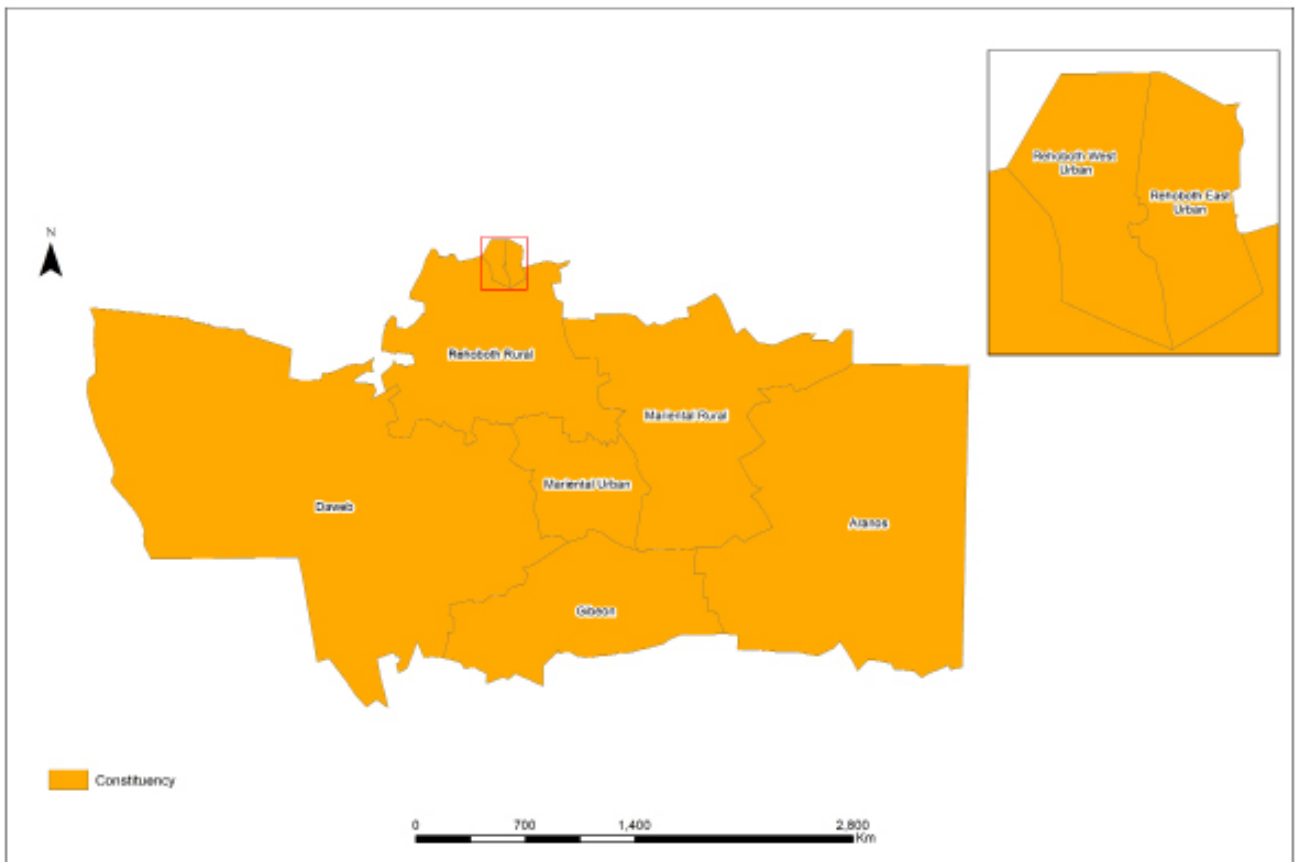 Rehoboth West
Urban
Rehoboth East
Urban
N
Rehoboth Rural
Mariental Rural
Mariental Urban
Daweb
Aranos
Gibeon
Constituency
0 700 1,400 2,800
Km